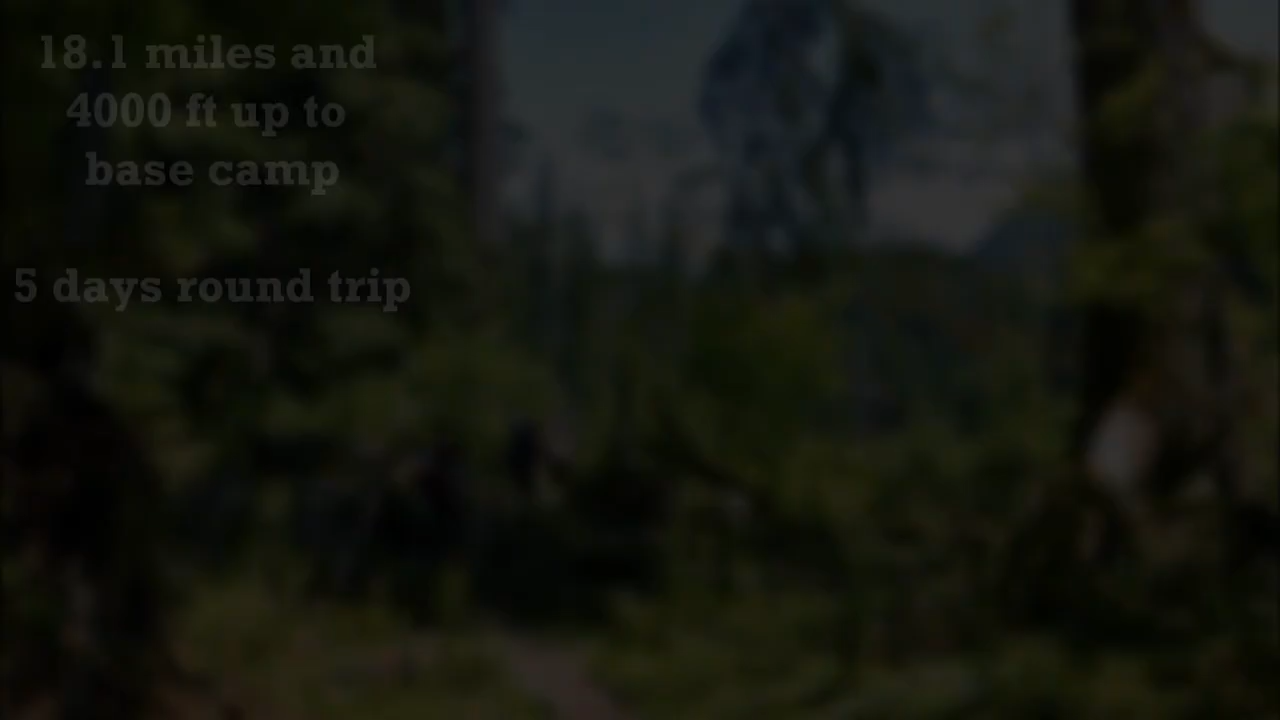 18.1 miles and
4000 ft up to
base camp
5 days round trip